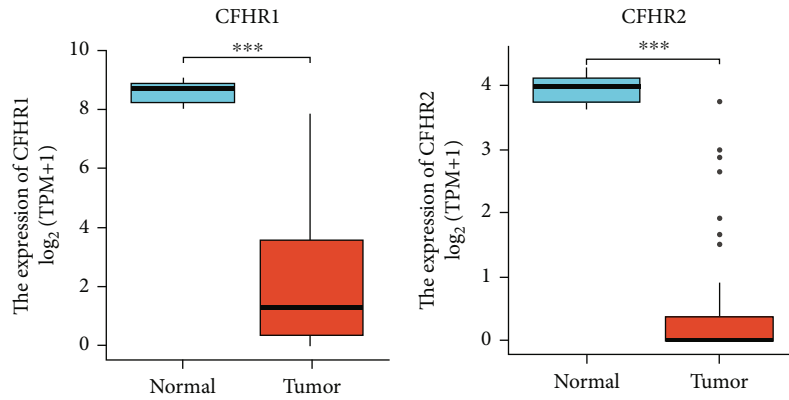 CFHR1
The expression of CFHR1
log₂ (TPM+1)
10
8
6
4
2
0
***
Normal
Tumor
CFHR2
The expression of CFHR2
log₂ (TPM+1)
4
3
4
1
0
***
Normal
Tumor